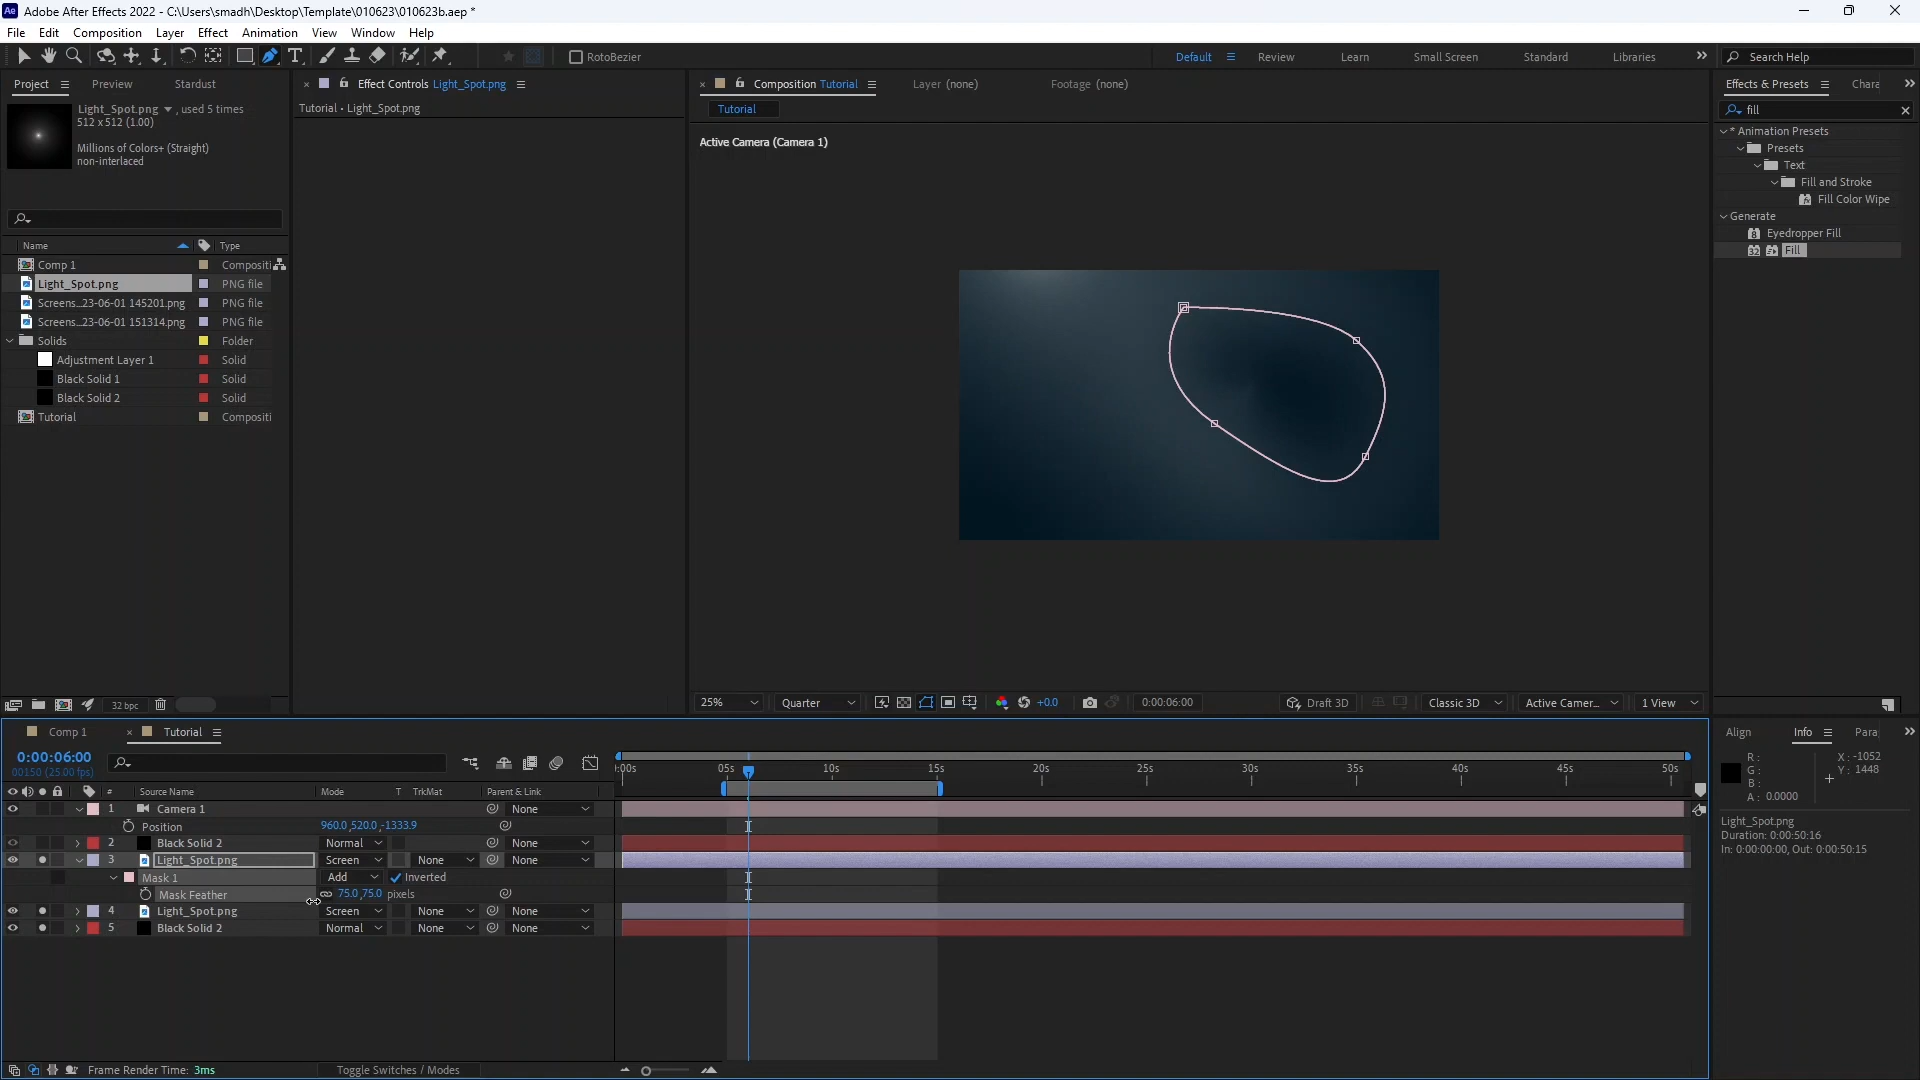 Adobe After Effects 2022 - C:\Users\smadh\Desktop\Template\010623\010623b.aep *
File Edit Composition Layer Effect Animation View Window Help
RotoBezier Default Review Learn Small Screen Standard Libraries Search Help
Project Preview Stardust
Light_Spot.png , used 5 times
512 x 512 (1.00)
Millions of Colors+ (Straight)
non-interlaced
Name Type
Comp 1 Compositi
Light_Spot.png PNG file
Screens...23-06-01 145201.png PNG file
Screens...23-06-01 151314.png PNG file
Solids Folder
Adjustment Layer 1 Solid
Black Solid 1 Solid
Black Solid 2 Solid
Tutorial Compositi
32 bpc
Effect Controls Light_Spot.png
Tutorial • Light_Spot.png
Composition Tutorial Layer (none) Footage (none)
Tutorial
Active Camera (Camera 1)
25% Quarter +0.0 0:00:06:00 Draft 3D Classic 3D Active Camer... 1 View
Effects & Presets Chara
fill
* Animation Presets
Presets
Text
Fill and Stroke
Fill Color Wipe
Generate
Eyedropper Fill
Fill
Comp 1 Tutorial
0:00:06:00
00150 (25.00 fps)
:00s 05s 10s 15s 20s 25s 30s 35s 40s 45s 50s
# Source Name Mode T TrkMat Parent & Link
1 Camera 1 None
Position 960.0,520.0,-1333.9
2 Black Solid 2 Normal None
3 Light_Spot.png Screen None None
Mask 1 Add Inverted
Mask Feather 75.0,75.0 pixels
4 Light_Spot.png Screen None None
5 Black Solid 2 Normal None None
Frame Render Time: 3ms Toggle Switches / Modes
Align Info Para
R: X: -1052
G: Y: 1448
B:
A: 0.0000
Light_Spot.png
Duration: 0:00:50:16
In: 0:00:00:00, Out: 0:00:50:15